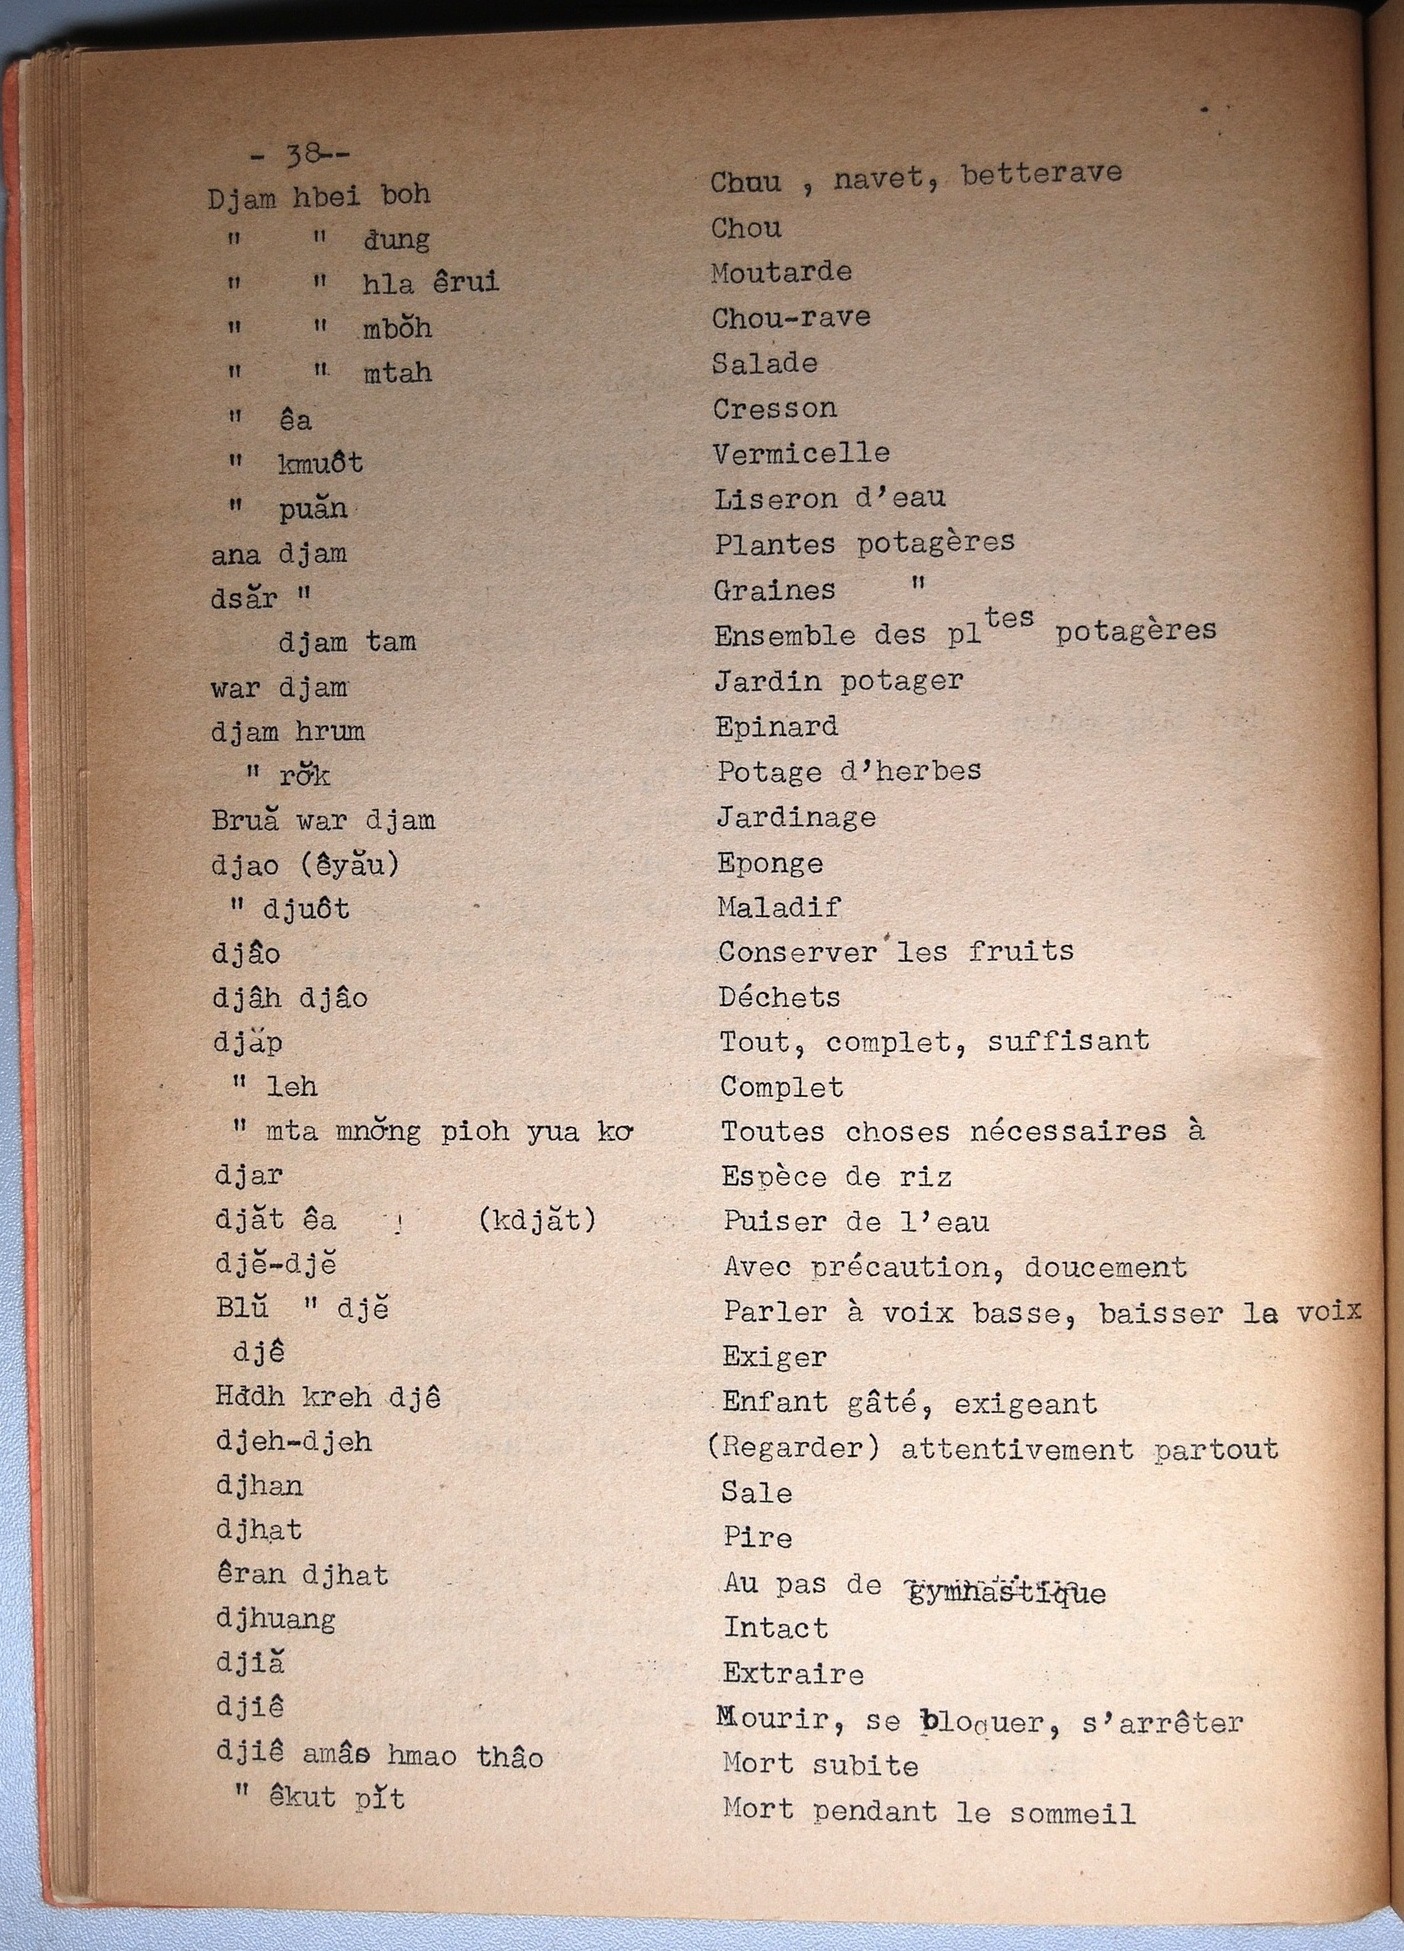 - 38--
Djam hbei boh Chuu , navet, betterave
" " đung Chou
" " hla êrui Moutarde
" " mbŏh Chou-rave
" " mtah Salade
" êa Cresson
" kmuôt Vermicelle
" puăn Liseron d'eau
ana djam Plantes potagères
dsăr " Graines "
djam tam Ensemble des pltes potagères
war djam Jardin potager
djam hrum Epinard
" rơ̆k Potage d'herbes
Bruă war djam Jardinage
djao (êyău) Eponge
" djuôt Maladif
djâo Conserver les fruits
djâh djâo Déchets
djăp Tout, complet, suffisant
" leh Complet
" mta mnơ̆ng pioh yua kơ Toutes choses nécessaires à
djar Espèce de riz
djăt êa (kdjăt) Puiser de l'eau
djĕ-djĕ Avec précaution, doucement
Blŭ " djĕ Parler à voix basse, baisser la voix
djê Exiger
Hđdh kreh djê Enfant gâté, exigeant
djeh-djeh (Regarder) attentivement partout
djhan Sale
djhat Pire
êran djhat Au pas de gymnastique
djhuang Intact
djiă Extraire
djiê Mourir, se bloquer, s'arrêter
djiê amâo hmao thâo Mort subite
" êkut pĭt Mort pendant le sommeil